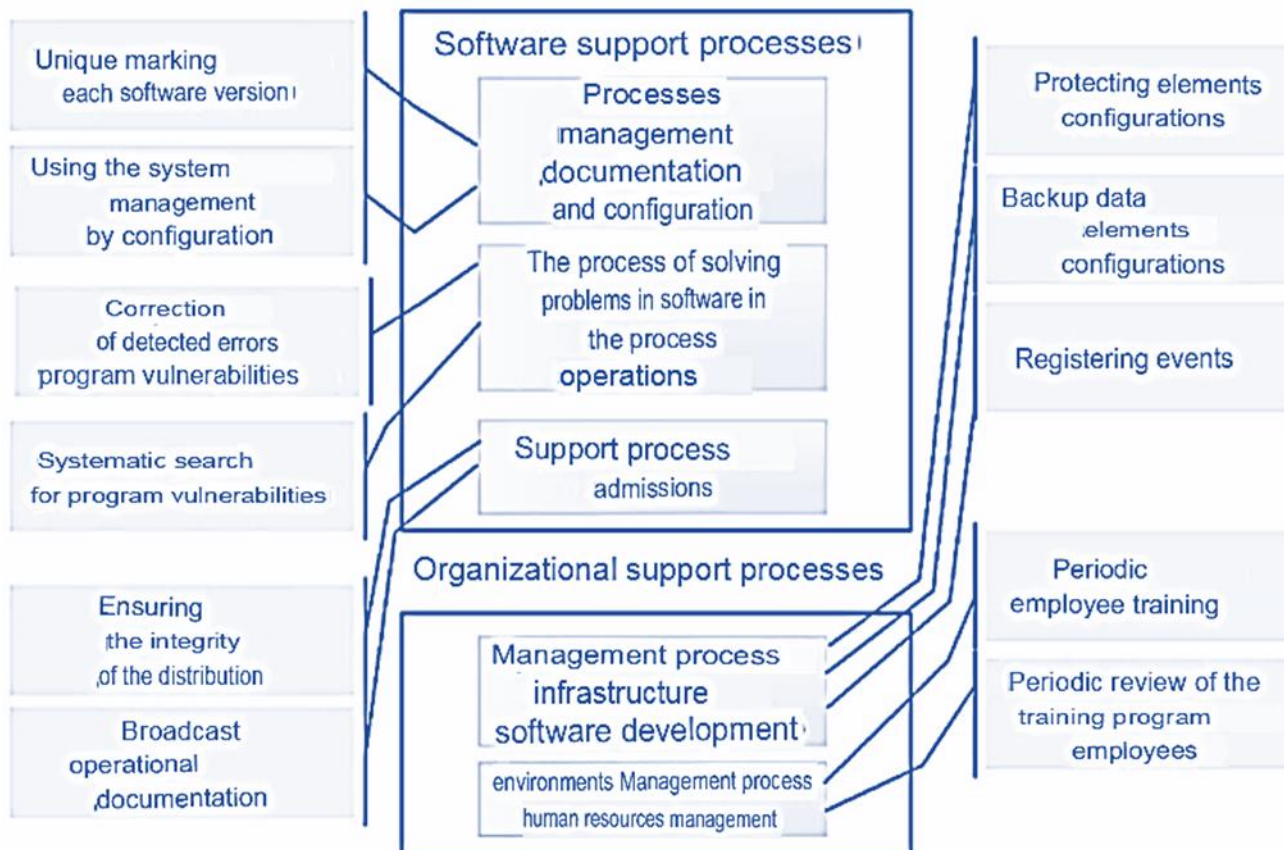 Unique marking
each software version
Using the system
management
by configuration
Correction
of detected errors
program vulnerabilities
Systematic search
for program vulnerabilities
Ensuring
the integrity
of the distribution
Broadcast
operational
documentation
Software support processes
Processes
management
documentation
and configuration
The process of solving
problems in software in
the process
operations
Support process
admissions
Organizational support processes
Management process
infrastructure
software development
environments Management process
human resources management
Protecting elements
configurations
Backup data
elements
configurations
Registering events
Periodic
employee training
Periodic review of the
training program
employees